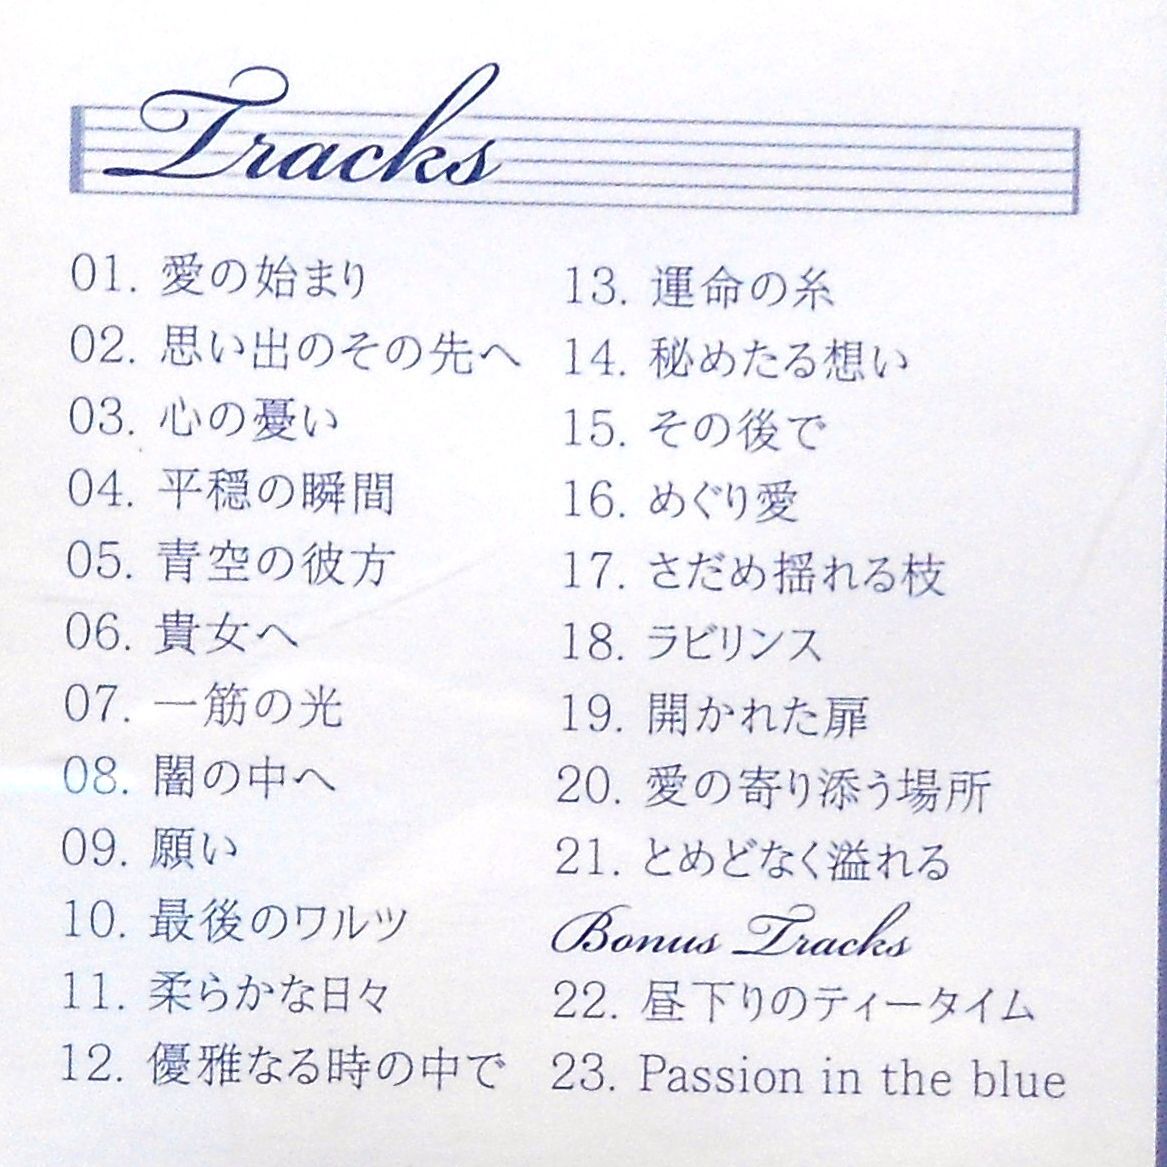 Tracks
01. 愛の始まり
02. 思い出のその先へ
03. 心の憂い
04. 平穏の瞬間
05. 青空の彼方
06. 貴女へ
07. 一筋の光
08. 闇の中へ
09. 願い
10. 最後のワルツ
11. 柔らかな日々
12. 優雅なる時の中で
13. 運命の糸
14. 秘めたる想い
15. その後で
16. めぐり愛
17. さだめ揺れる枝
18. ラビリンス
19. 開かれた扉
20. 愛の寄り添う場所
21. とめどなく溢れる
Bonus Tracks
22. 昼下りのティータイム
23. Passion in the blue